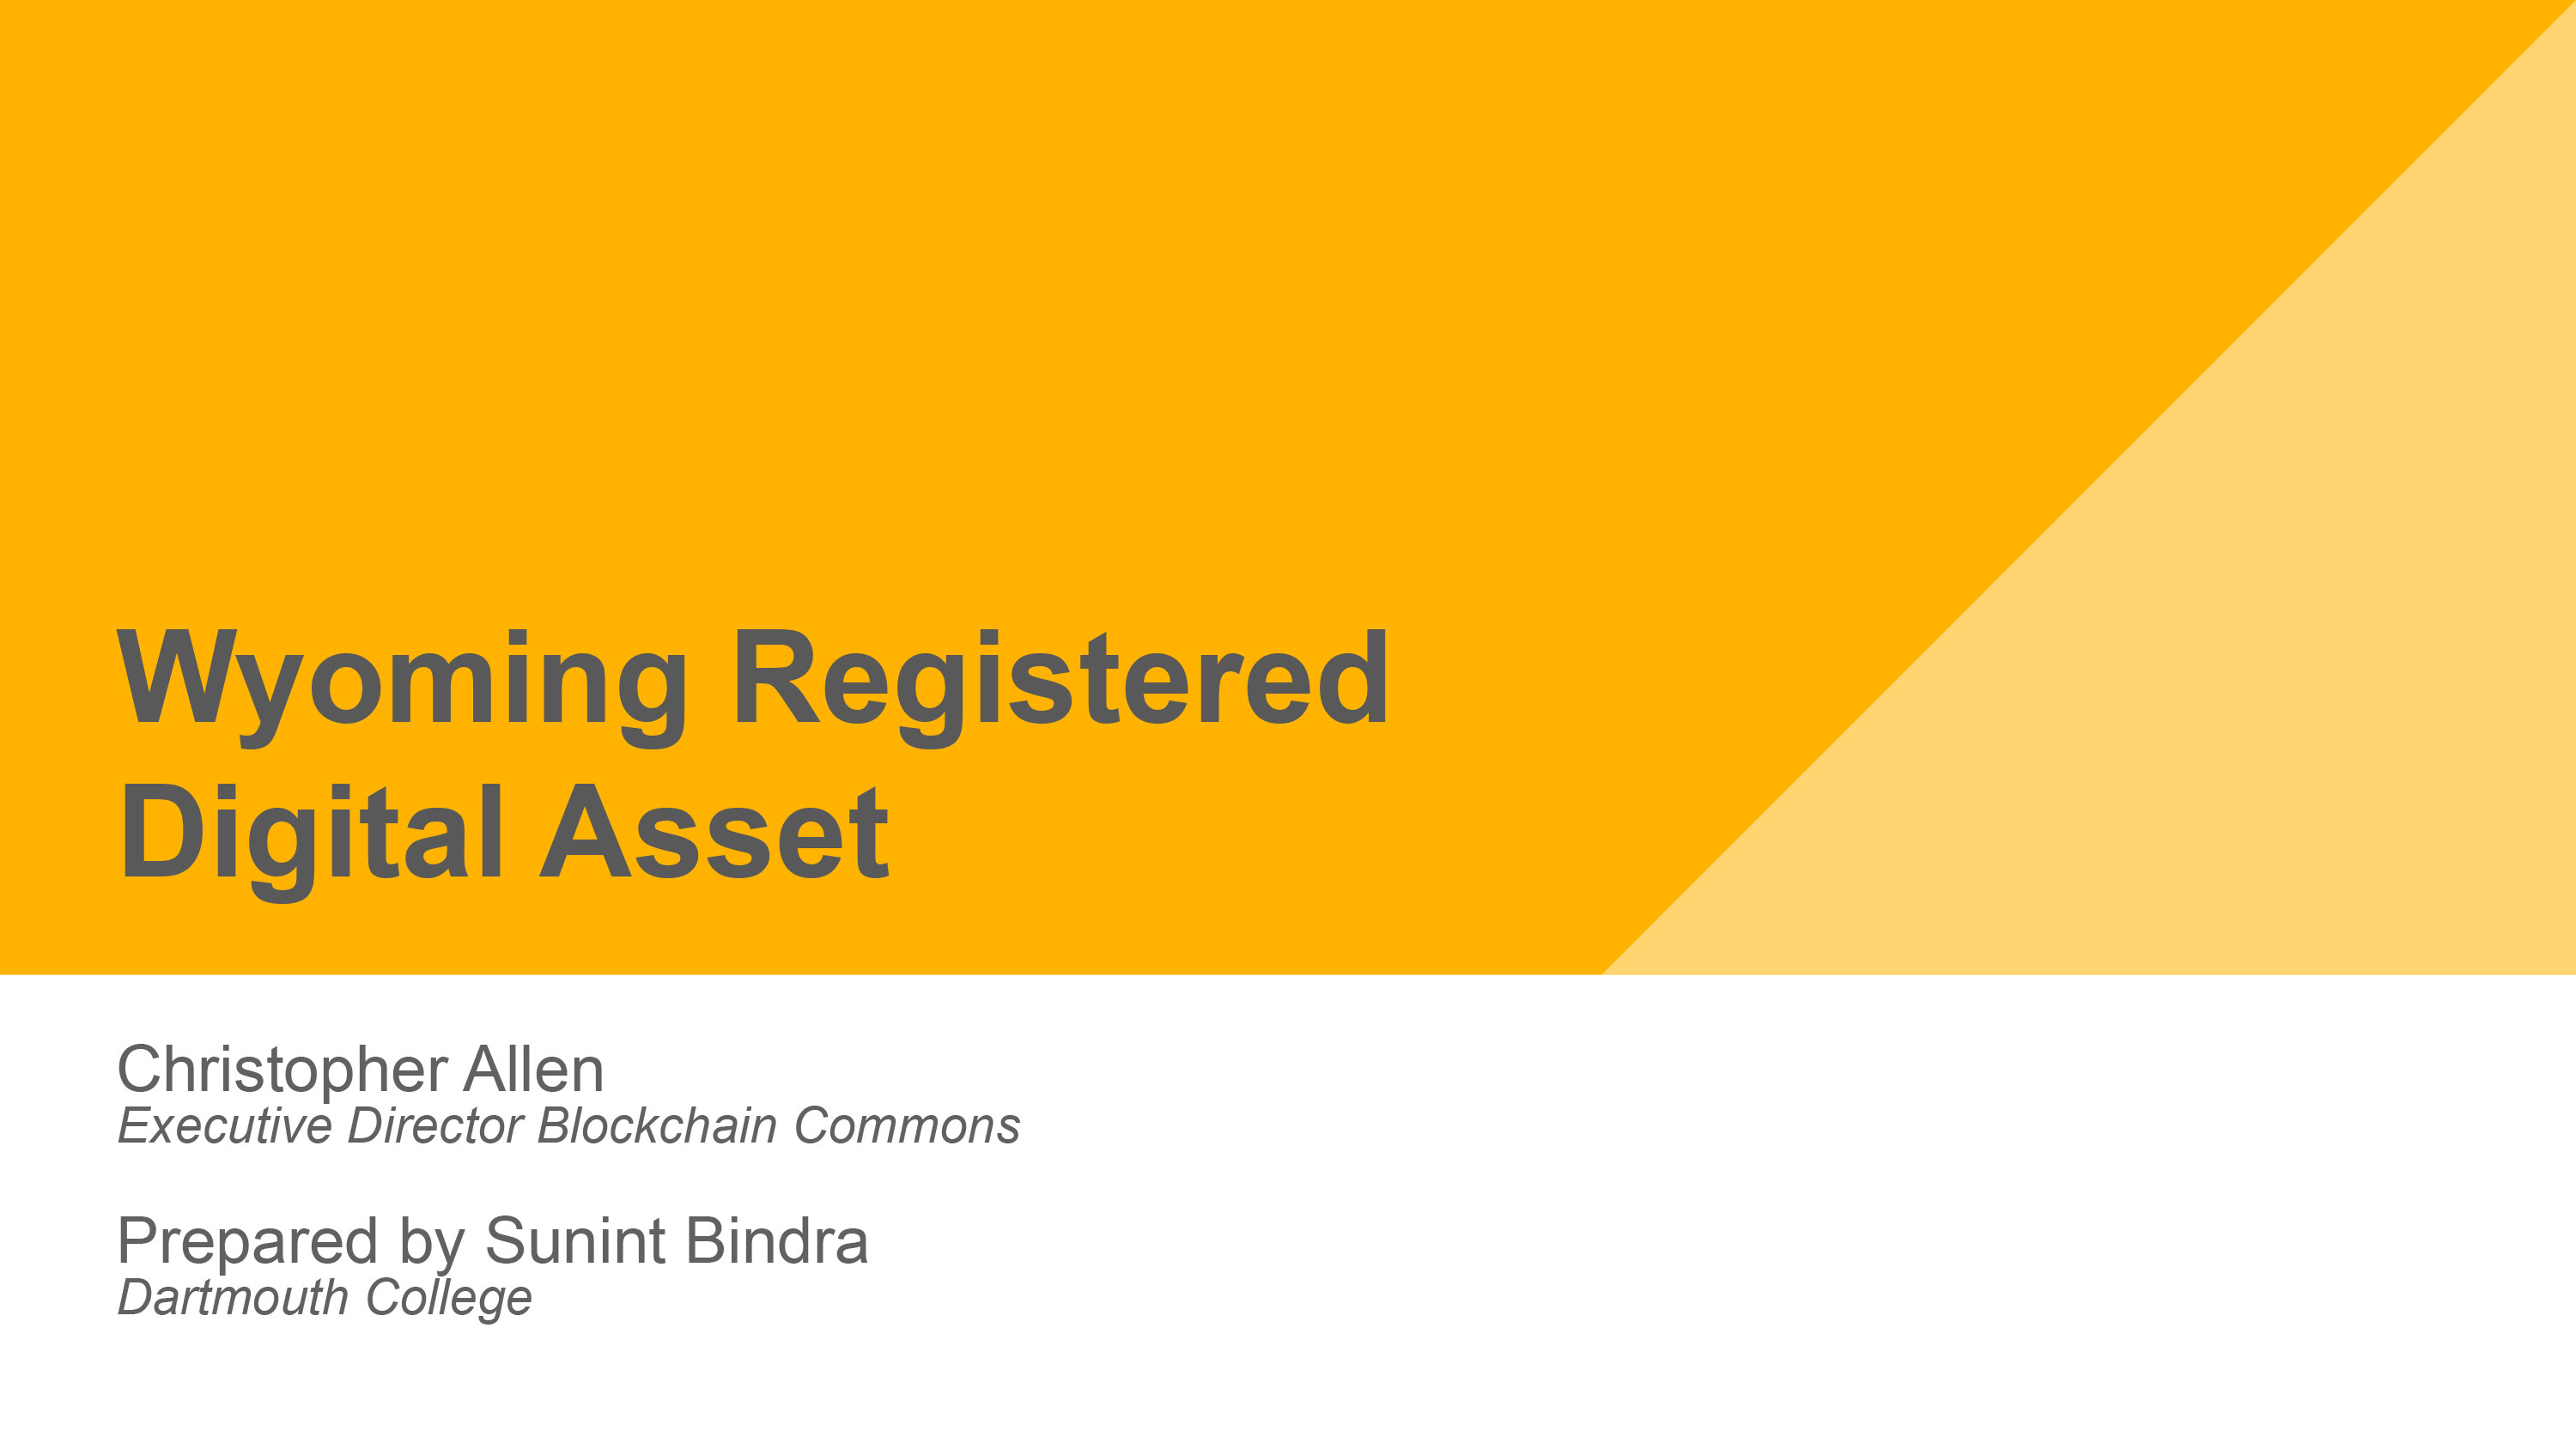 Wyoming Registered
Digital Asset
Christopher Allen
Executive Director Blockchain Commons
Prepared by Sunint Bindra
Dartmouth College